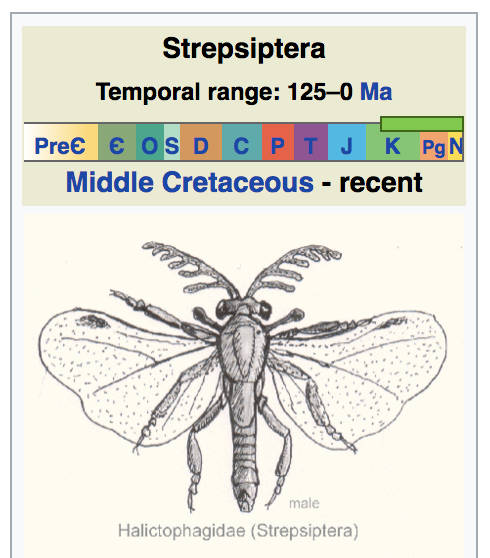 Strepsiptera
Temporal range: 125–0 Ma
PreЄ Є O S D C P T J K Pg N
Middle Cretaceous - recent
male
Halictophagidae (Strepsiptera)